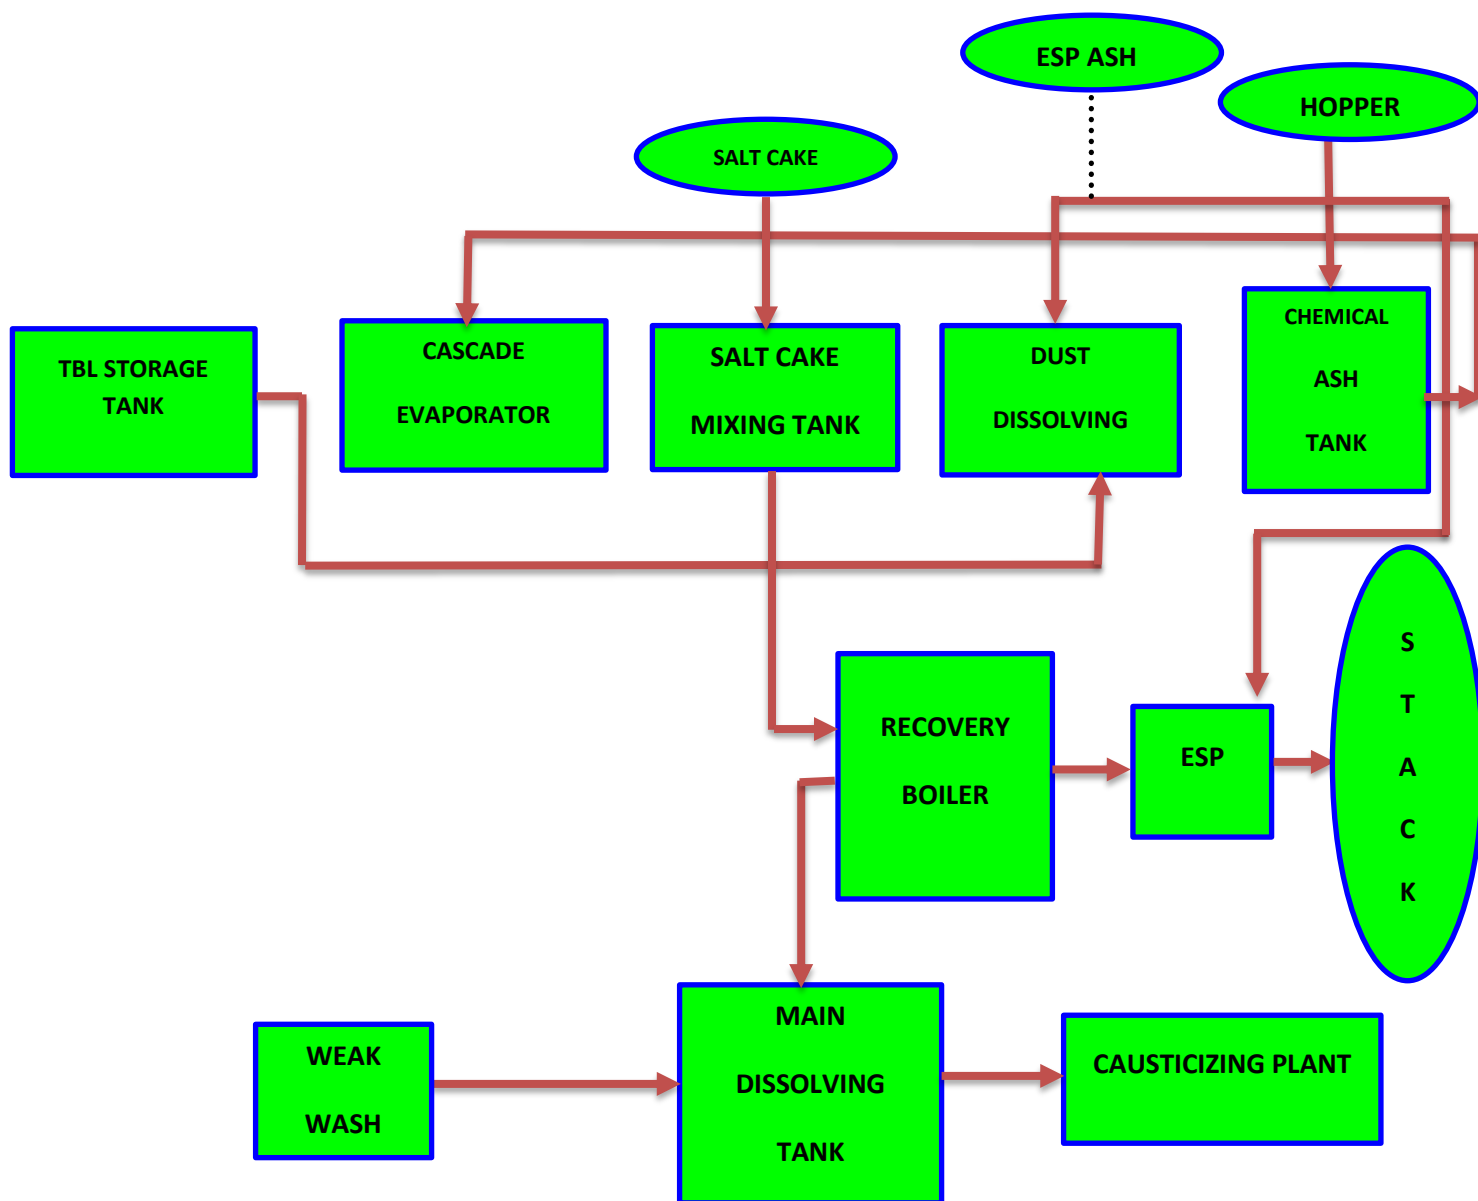 ESP ASH
HOPPER
SALT CAKE
TBL STORAGE
TANK
CASCADE
EVAPORATOR
SALT CAKE
MIXING TANK
DUST
DISSOLVING
CHEMICAL
ASH
TANK
RECOVERY
BOILER
ESP
S
T
A
C
K
WEAK
WASH
MAIN
DISSOLVING
TANK
CAUSTICIZING PLANT